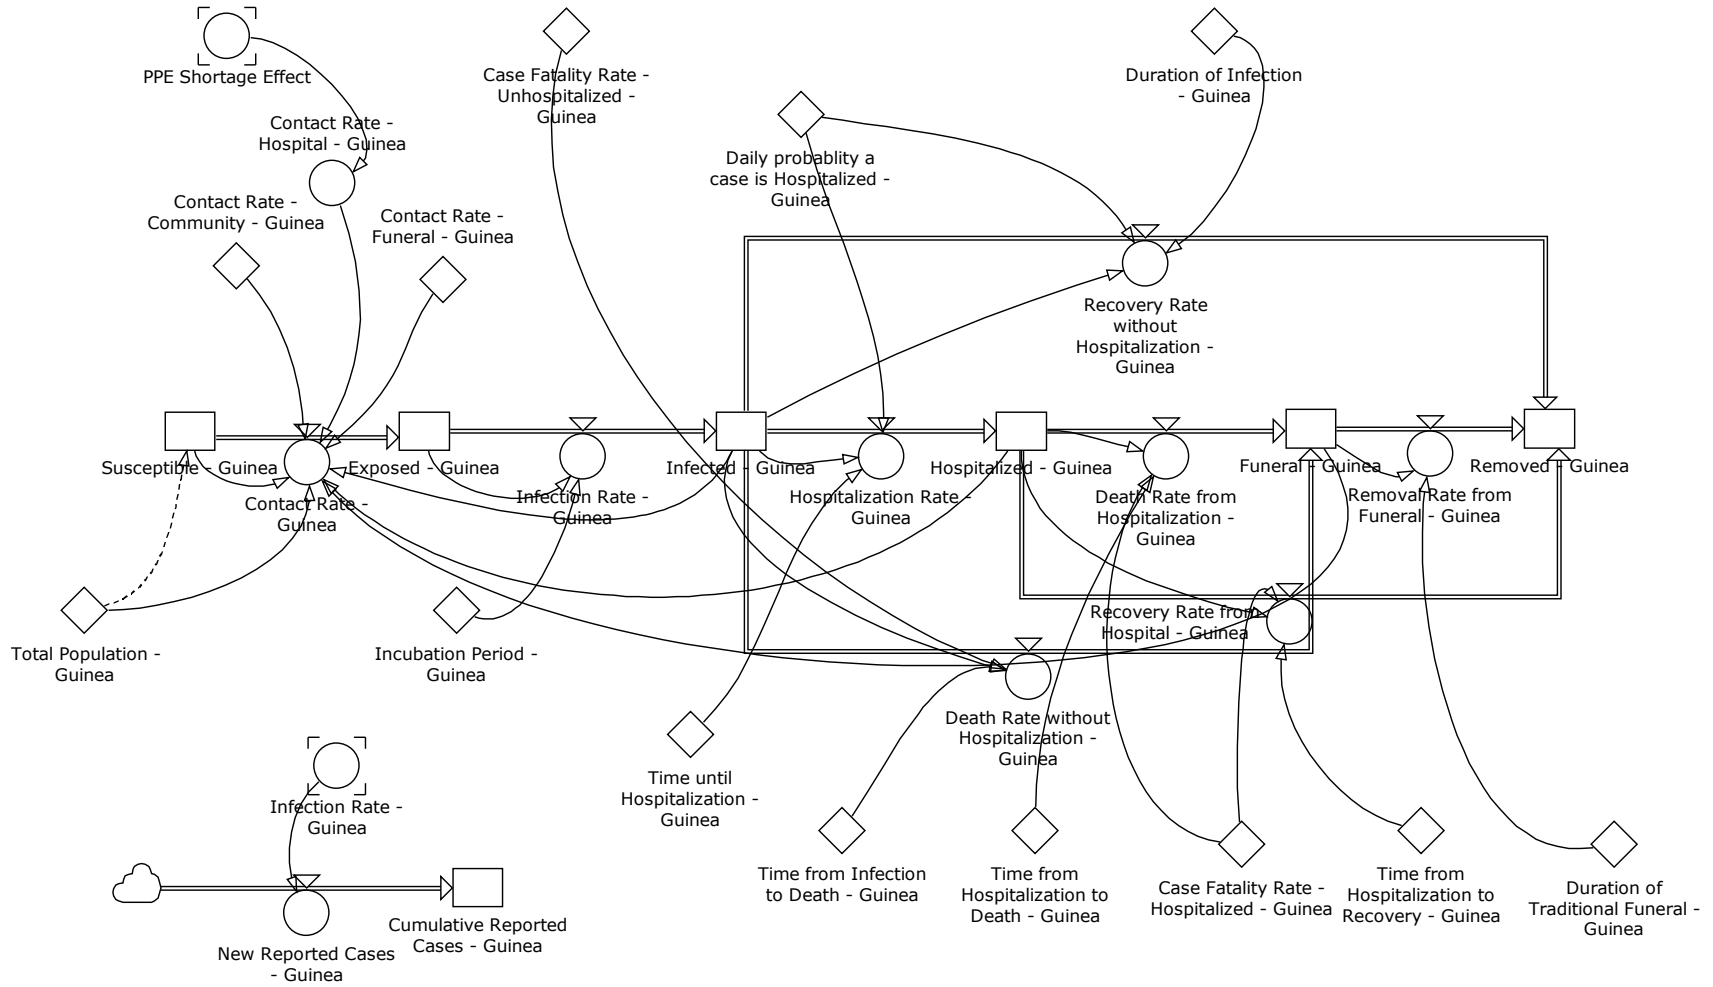 PPE Shortage Effect
Case Fatality Rate -
Unhospitalized -
Guinea
Duration of Infection
- Guinea
Contact Rate -
Hospital - Guinea
Daily probablity a
case is Hospitalized -
Guinea
Contact Rate -
Community - Guinea
Contact Rate -
Funeral - Guinea
Recovery Rate
without
Hospitalization -
Guinea
Susceptible - Guinea
Exposed - Guinea
Infected - Guinea
Hospitalized - Guinea
Funeral - Guinea
Removed - Guinea
Contact Rate -
Guinea
Infection Rate -
Guinea
Hospitalization Rate -
Guinea
Death Rate from
Hospitalization -
Guinea
Removal Rate from
Funeral - Guinea
Recovery Rate from
Hospital - Guinea
Total Population -
Guinea
Incubation Period -
Guinea
Death Rate without
Hospitalization -
Guinea
Time until
Hospitalization -
Guinea
Infection Rate -
Guinea
Time from Infection
to Death - Guinea
Time from
Hospitalization to
Death - Guinea
Case Fatality Rate -
Hospitalized - Guinea
Time from
Hospitalization to
Recovery - Guinea
Duration of
Traditional Funeral -
Guinea
Cumulative Reported
Cases - Guinea
New Reported Cases
- Guinea